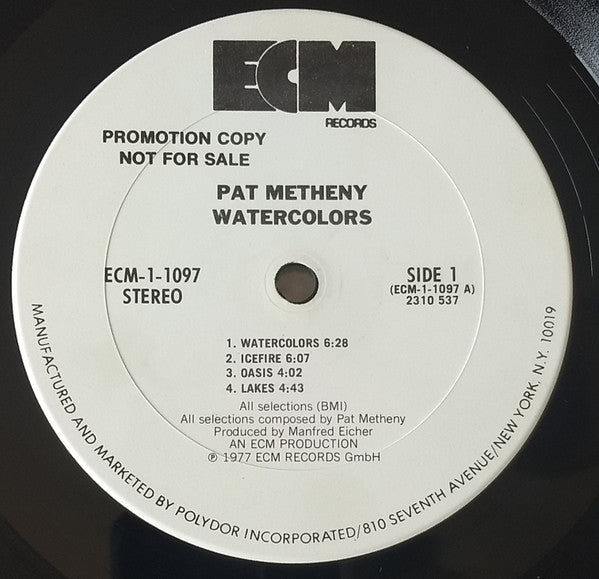 ECM
RECORDS
PROMOTION COPY
NOT FOR SALE
PAT METHENY
WATERCOLORS
ECM-1-1097
STEREO
SIDE 1
(ECM-1-1097 A)
2310 537
1. WATERCOLORS 6:28
2. ICEFIRE 6:07
3. OASIS 4:02
4. LAKES 4:43
All selections (BMI)
All selections composed by Pat Metheny
Produced by Manfred Eicher
AN ECM PRODUCTION
℗ 1977 ECM RECORDS GmbH
MANUFACTURED AND MARKETED BY POLYDOR INCORPORATED/810 SEVENTH AVENUE/NEW YORK, N.Y. 10019